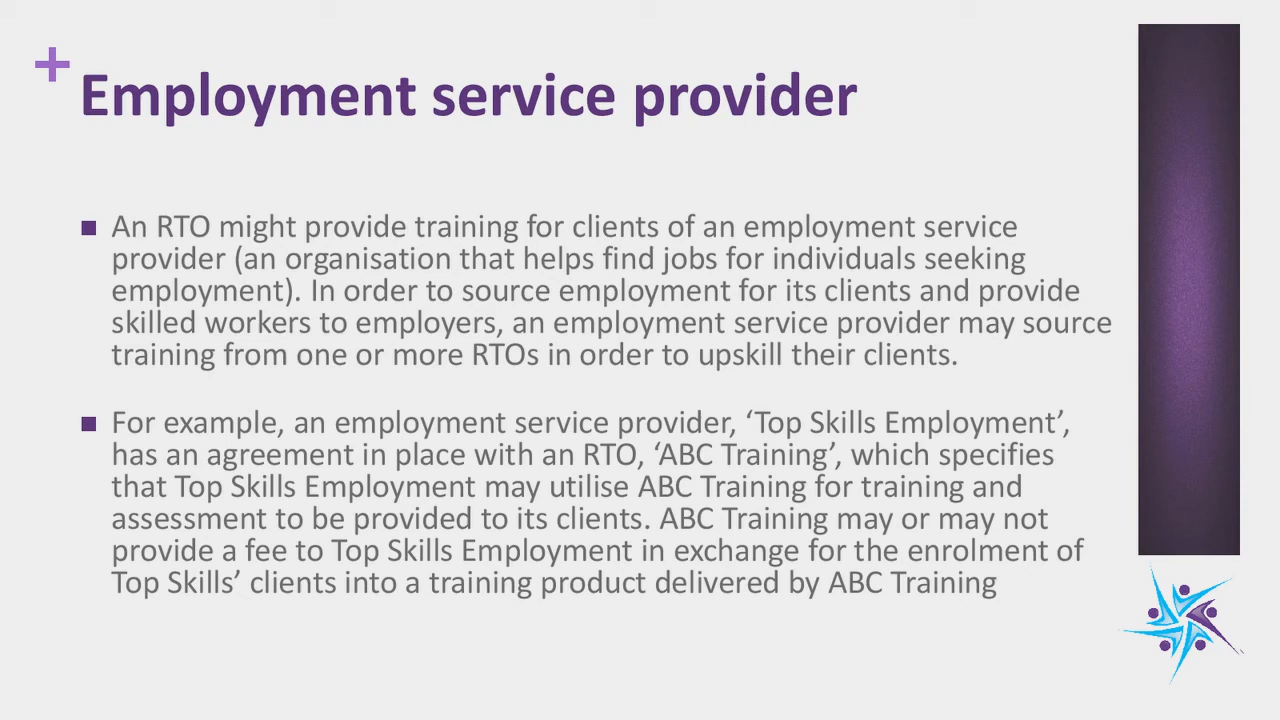 +
Employment service provider
An RTO might provide training for clients of an employment service
provider (an organisation that helps find jobs for individuals seeking
employment). In order to source employment for its clients and provide
skilled workers to employers, an employment service provider may source
training from one or more RTOs in order to upskill their clients.
For example, an employment service provider, ‘Top Skills Employment’,
has an agreement in place with an RTO, ‘ABC Training’, which specifies
that Top Skills Employment may utilise ABC Training for training and
assessment to be provided to its clients. ABC Training may or may not
provide a fee to Top Skills Employment in exchange for the enrolment of
Top Skills’ clients into a training product delivered by ABC Training